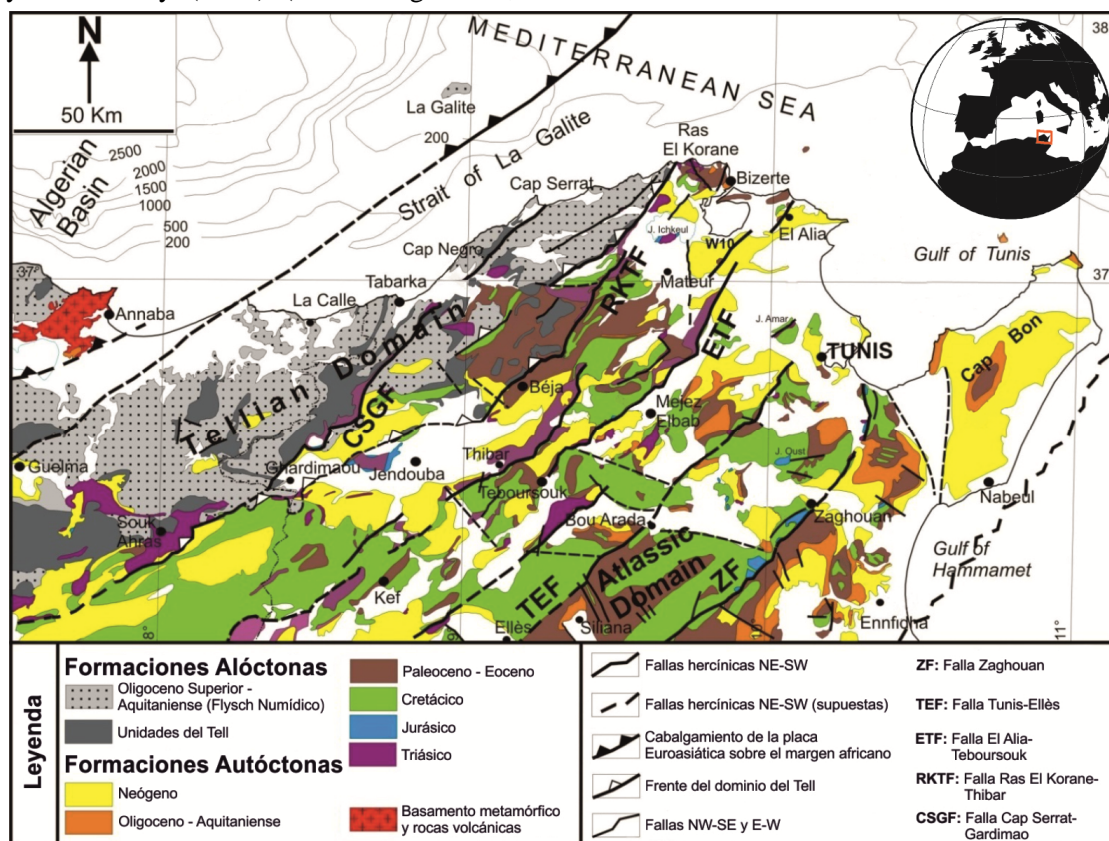 N
50 Km
MEDITERRANEAN SEA
38
La Galite
200
Strait of La Galite
Algerian
Basin
2500
2000
1500
1000
500
200
Ras
El Korane
Cap Serrat
Bizerte
J. Ichkeul
W10
El Alia
Gulf of Tunis
Cap Negro
37°
37
Tabarka
RKTF
Mateur
La Calle
Annaba
ETF
J. Amar
TUNIS
Cap Bon
Tellian Domain
Béja
CSGF
Mejez
Elbab
Guelma
Ghardimaou
Jendouba
Thibar
Teboursouk
J. Oust
Nabeul
Souk
Ahras
Bou Arada
Zaghouan
Atlassic
Domain
Gulf of
Hammamet
Kef
TEF
ZF
Ellès
Siliana
Ennfidha
8°
9°
10°
11°
Leyenda
Formaciones Alóctonas
Oligoceno Superior -
Aquitaniense (Flysch Numídico)
Unidades del Tell
Formaciones Autóctonas
Neógeno
Oligoceno - Aquitaniense
Paleoceno - Eoceno
Cretácico
Jurásico
Triásico
Basamento metamórfico
y rocas volcánicas
Fallas hercínicas NE-SW
Fallas hercínicas NE-SW (supuestas)
Cabalgamiento de la placa
Euroasiática sobre el margen africano
Frente del dominio del Tell
Fallas NW-SE y E-W
ZF: Falla Zaghouan
TEF: Falla Tunis-Ellès
ETF: Falla El Alia-
Teboursouk
RKTF: Falla Ras El Korane-
Thibar
CSGF: Falla Cap Serrat-
Gardimao